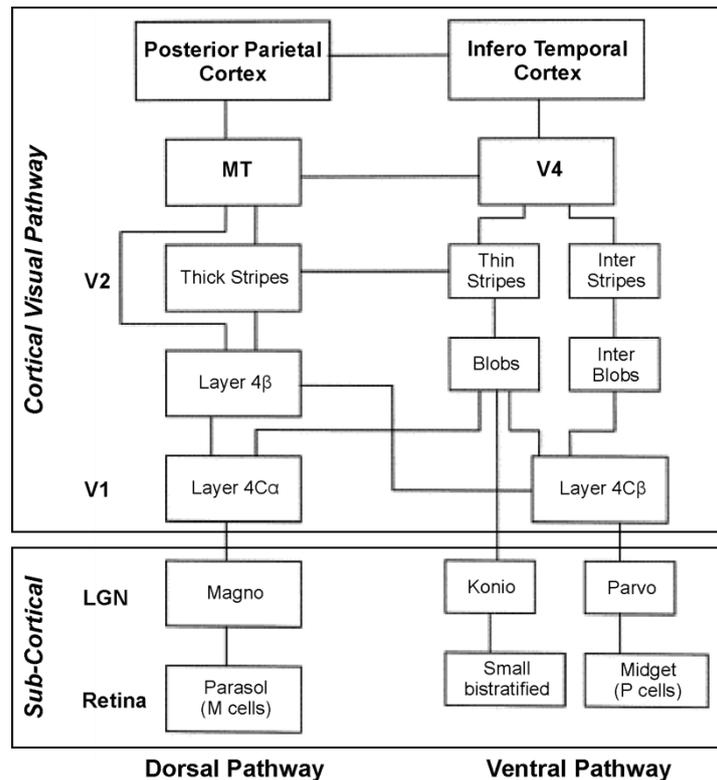 Posterior Parietal
Cortex
Infero Temporal
Cortex
Cortical Visual Pathway
MT
V4
V2
Thick Stripes
Thin
Stripes
Inter
Stripes
Layer 4β
Blobs
Inter
Blobs
V1
Layer 4Cα
Layer 4Cβ
Sub-Cortical
LGN
Magno
Konio
Parvo
Retina
Parasol
(M cells)
Small
bistratified
Midget
(P cells)
Dorsal Pathway
Ventral Pathway